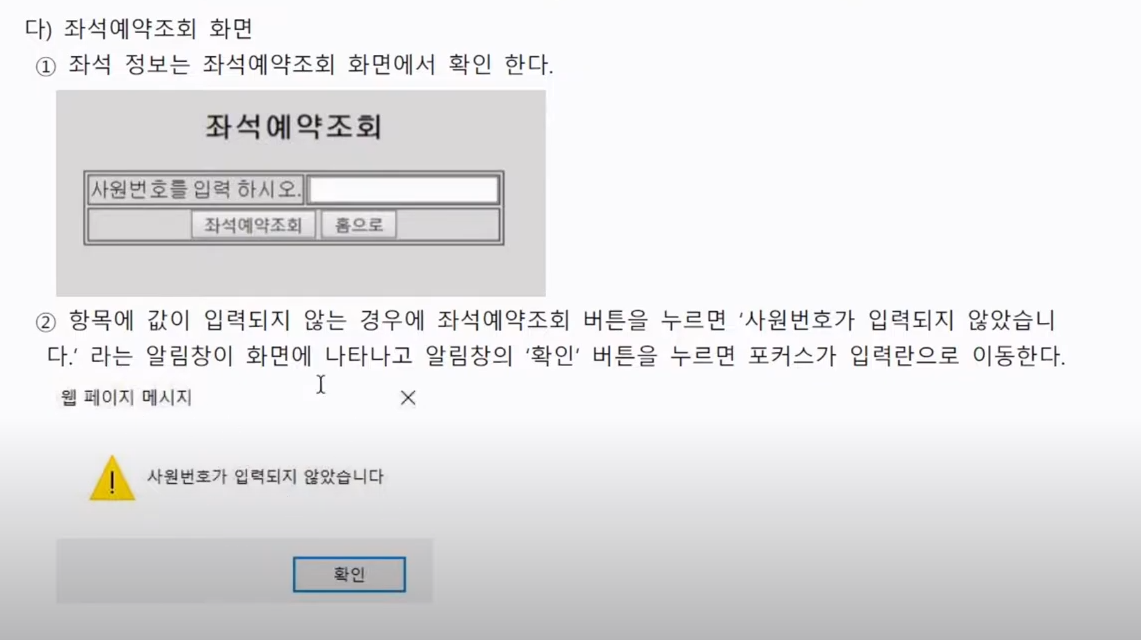 다) 좌석예약조회 화면
① 좌석 정보는 좌석예약조회 화면에서 확인 한다.
좌석예약조회
사원번호를 입력 하시오.
좌석예약조회 홈으로
② 항목에 값이 입력되지 않는 경우에 좌석예약조회 버튼을 누르면 ‘사원번호가 입력되지 않았습니
다.‘ 라는 알림창이 화면에 나타나고 알림창의 ‘확인’ 버튼을 누르면 포커스가 입력란으로 이동한다.
웹 페이지 메시지
사원번호가 입력되지 않았습니다
확인